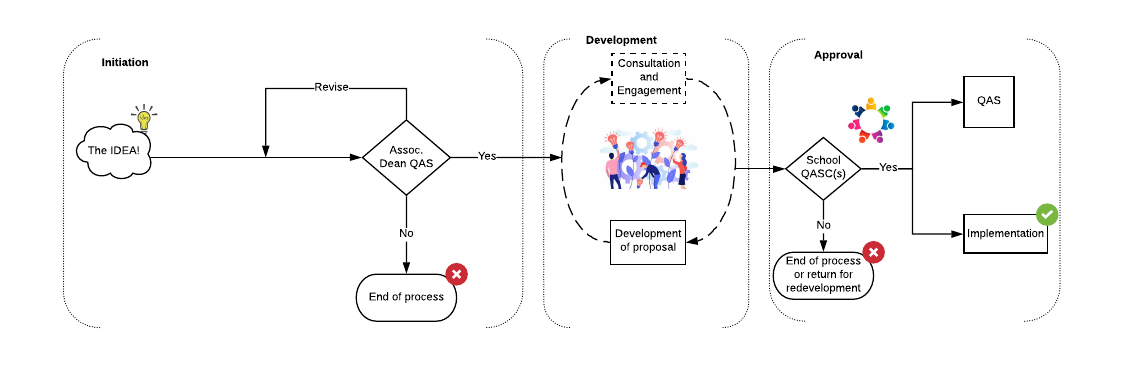 Initiation
The IDEA!
Revise
Assoc.
Dean QAS
Yes
No
End of process
Development
Consultation
and
Engagement
Development
of proposal
Approval
School
QASC(s)
Yes
No
End of process
or return for
redevelopment
QAS
Implementation